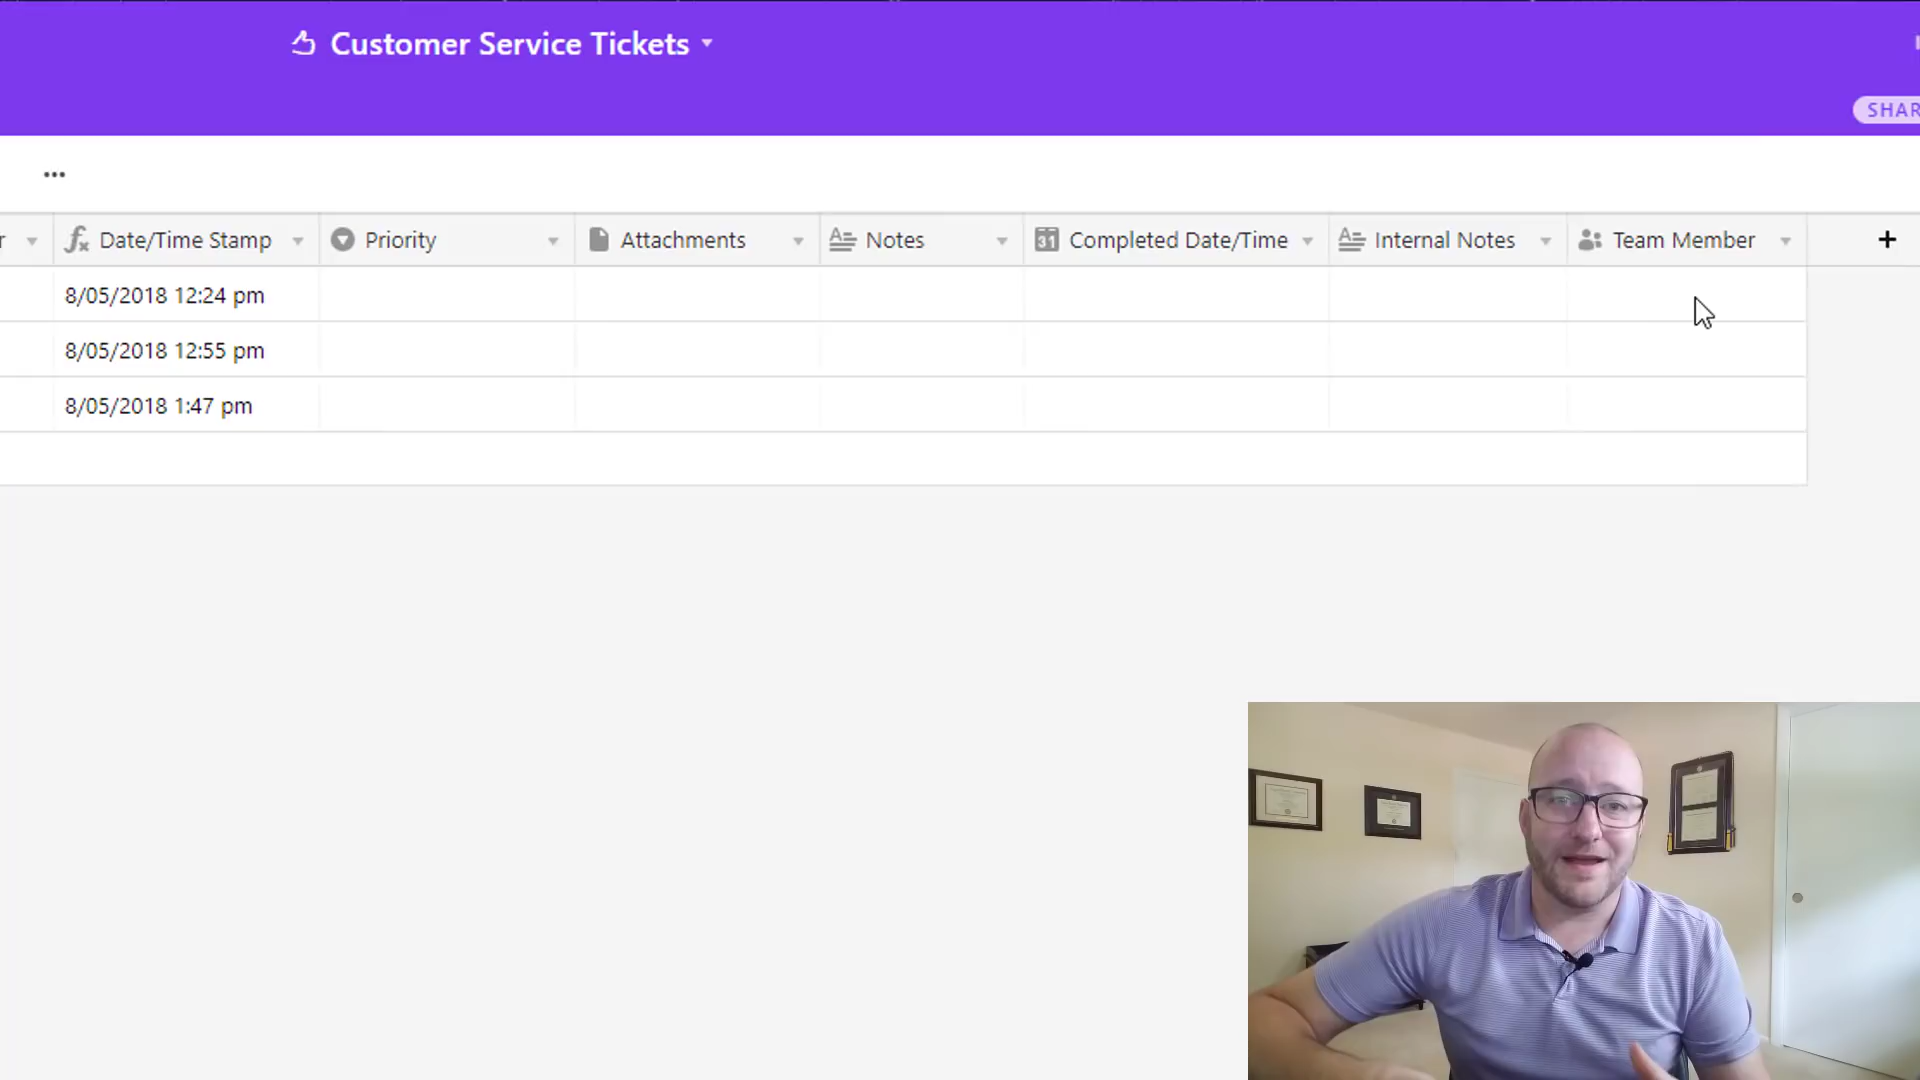 Customer Service Tickets
SHAR
...
r Date/Time Stamp Priority Attachments Notes 31 Completed Date/Time Internal Notes Team Member +
8/05/2018 12:24 pm
8/05/2018 12:55 pm
8/05/2018 1:47 pm